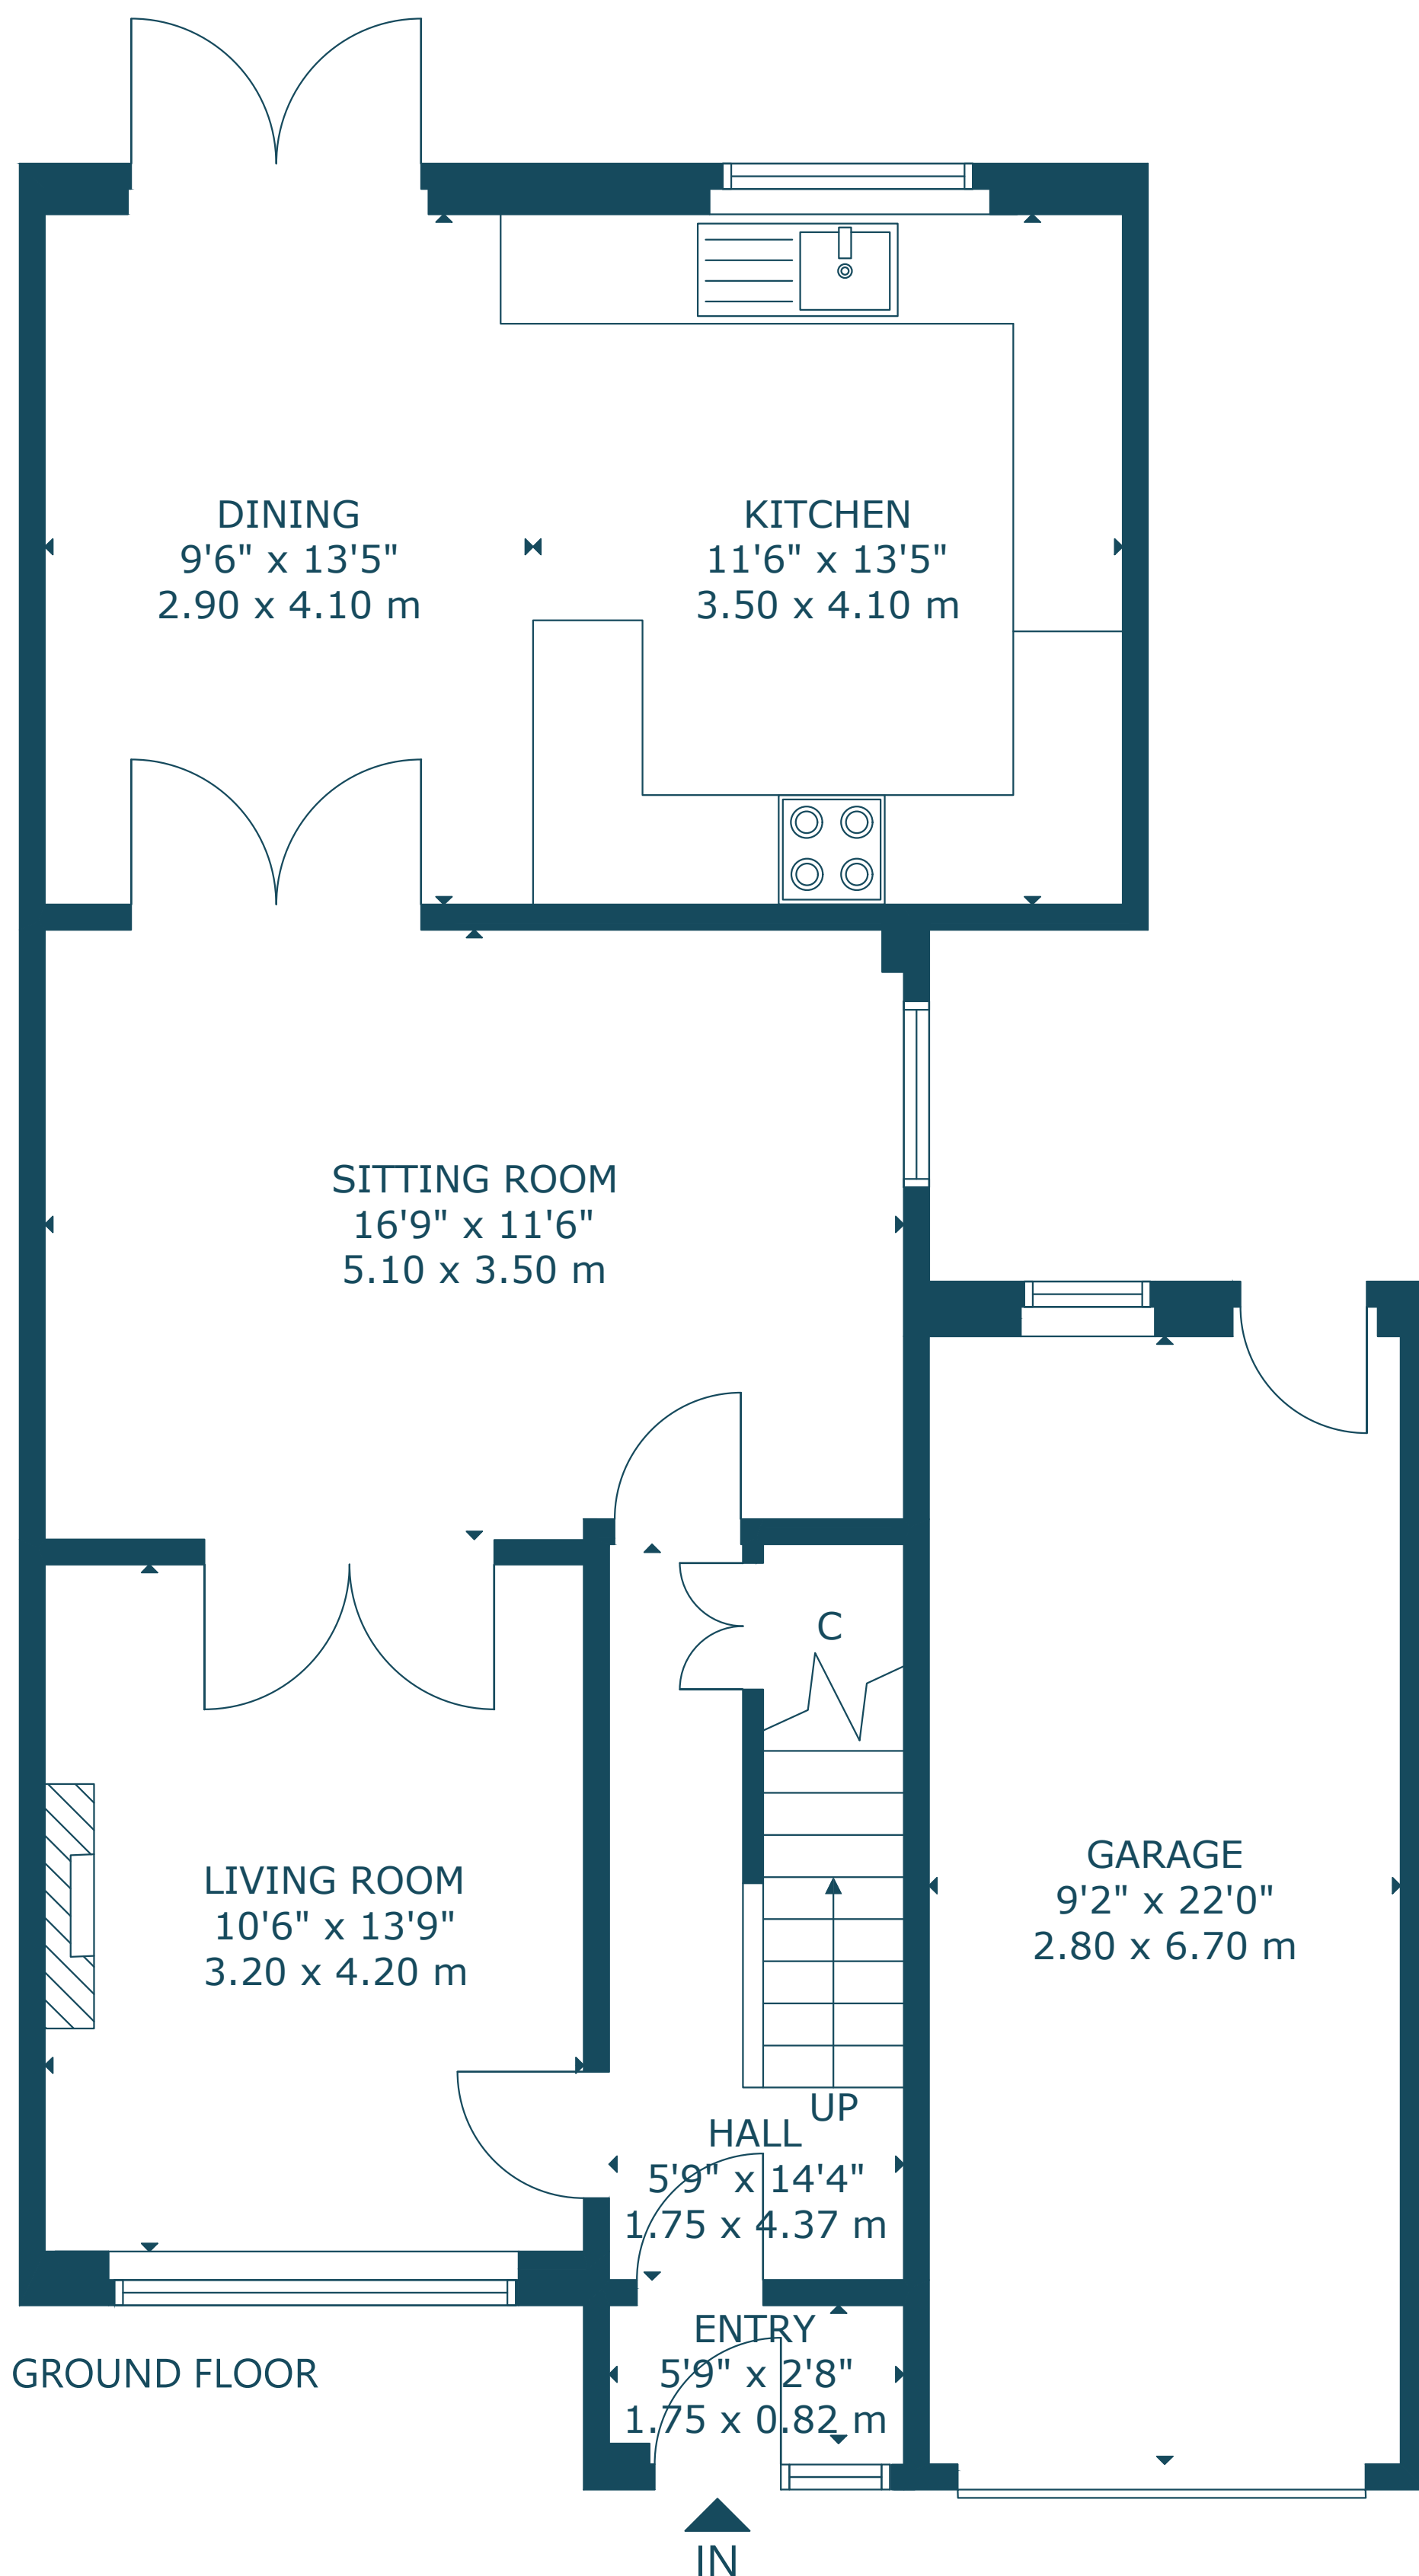 DINING
9'6" x 13'5"
2.90 x 4.10 m
KITCHEN
11'6" x 13'5"
3.50 x 4.10 m
SITTING ROOM
16'9" x 11'6"
5.10 x 3.50 m
C
LIVING ROOM
10'6" x 13'9"
3.20 x 4.20 m
GARAGE
9'2" x 22'0"
2.80 x 6.70 m
UP
HALL
5'9" x 14'4"
1.75 x 4.37 m
ENTRY
5'9" x 2'8"
1.75 x 0.82 m
GROUND FLOOR
IN